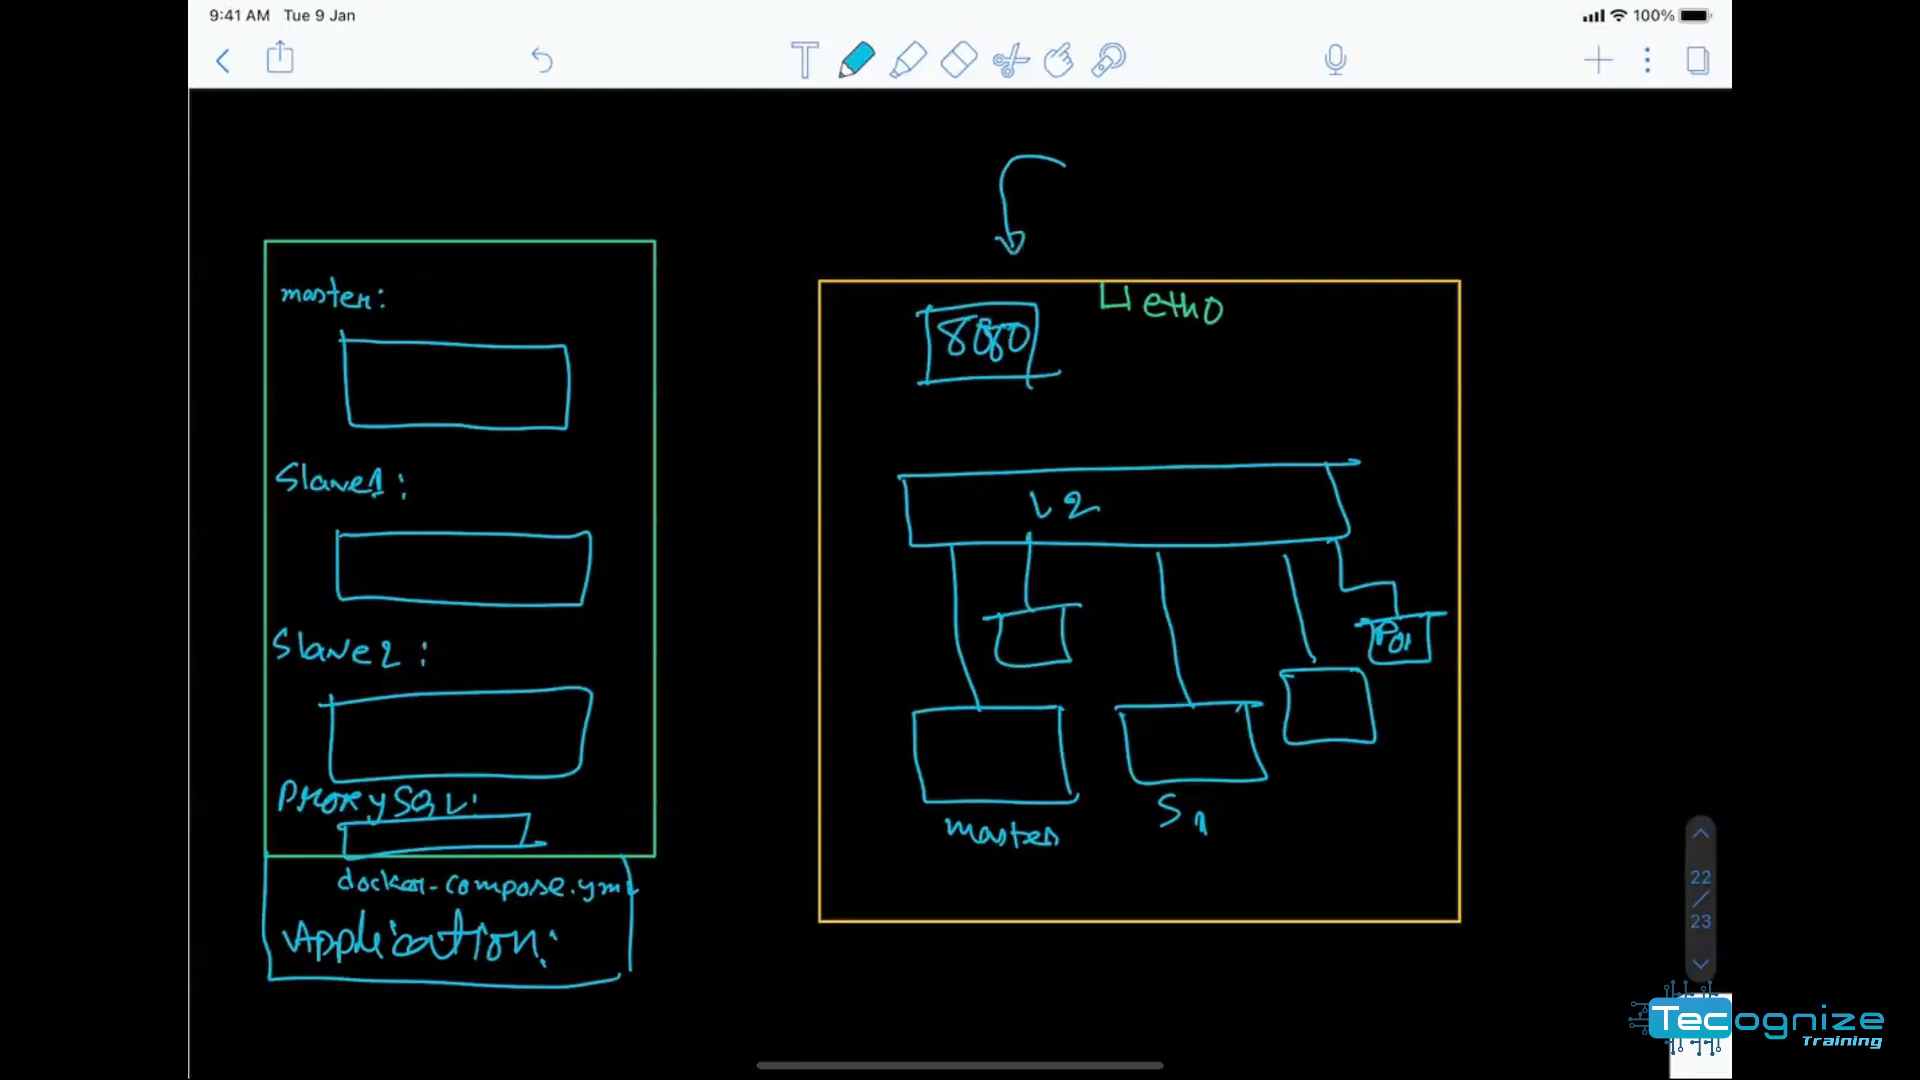 9:41 AM Tue 9 Jan
100%
master:
Slave1:
Slave2:
ProxySQL:
docker-compose.yml
Application:
eth0
8080
L2
master
S1
22
/
23
Tecognize
Training